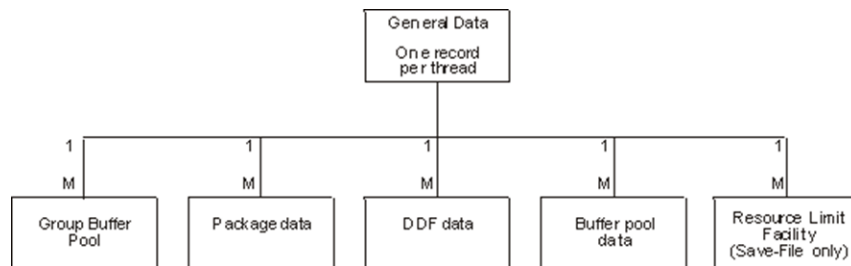 General Data
One record
per thread
1
1
1
1
1
M
M
M
M
M
Group Buffer
Pool
Package data
DDF data
Buffer pool
data
Resource Limit
Facility
(Save-File only)